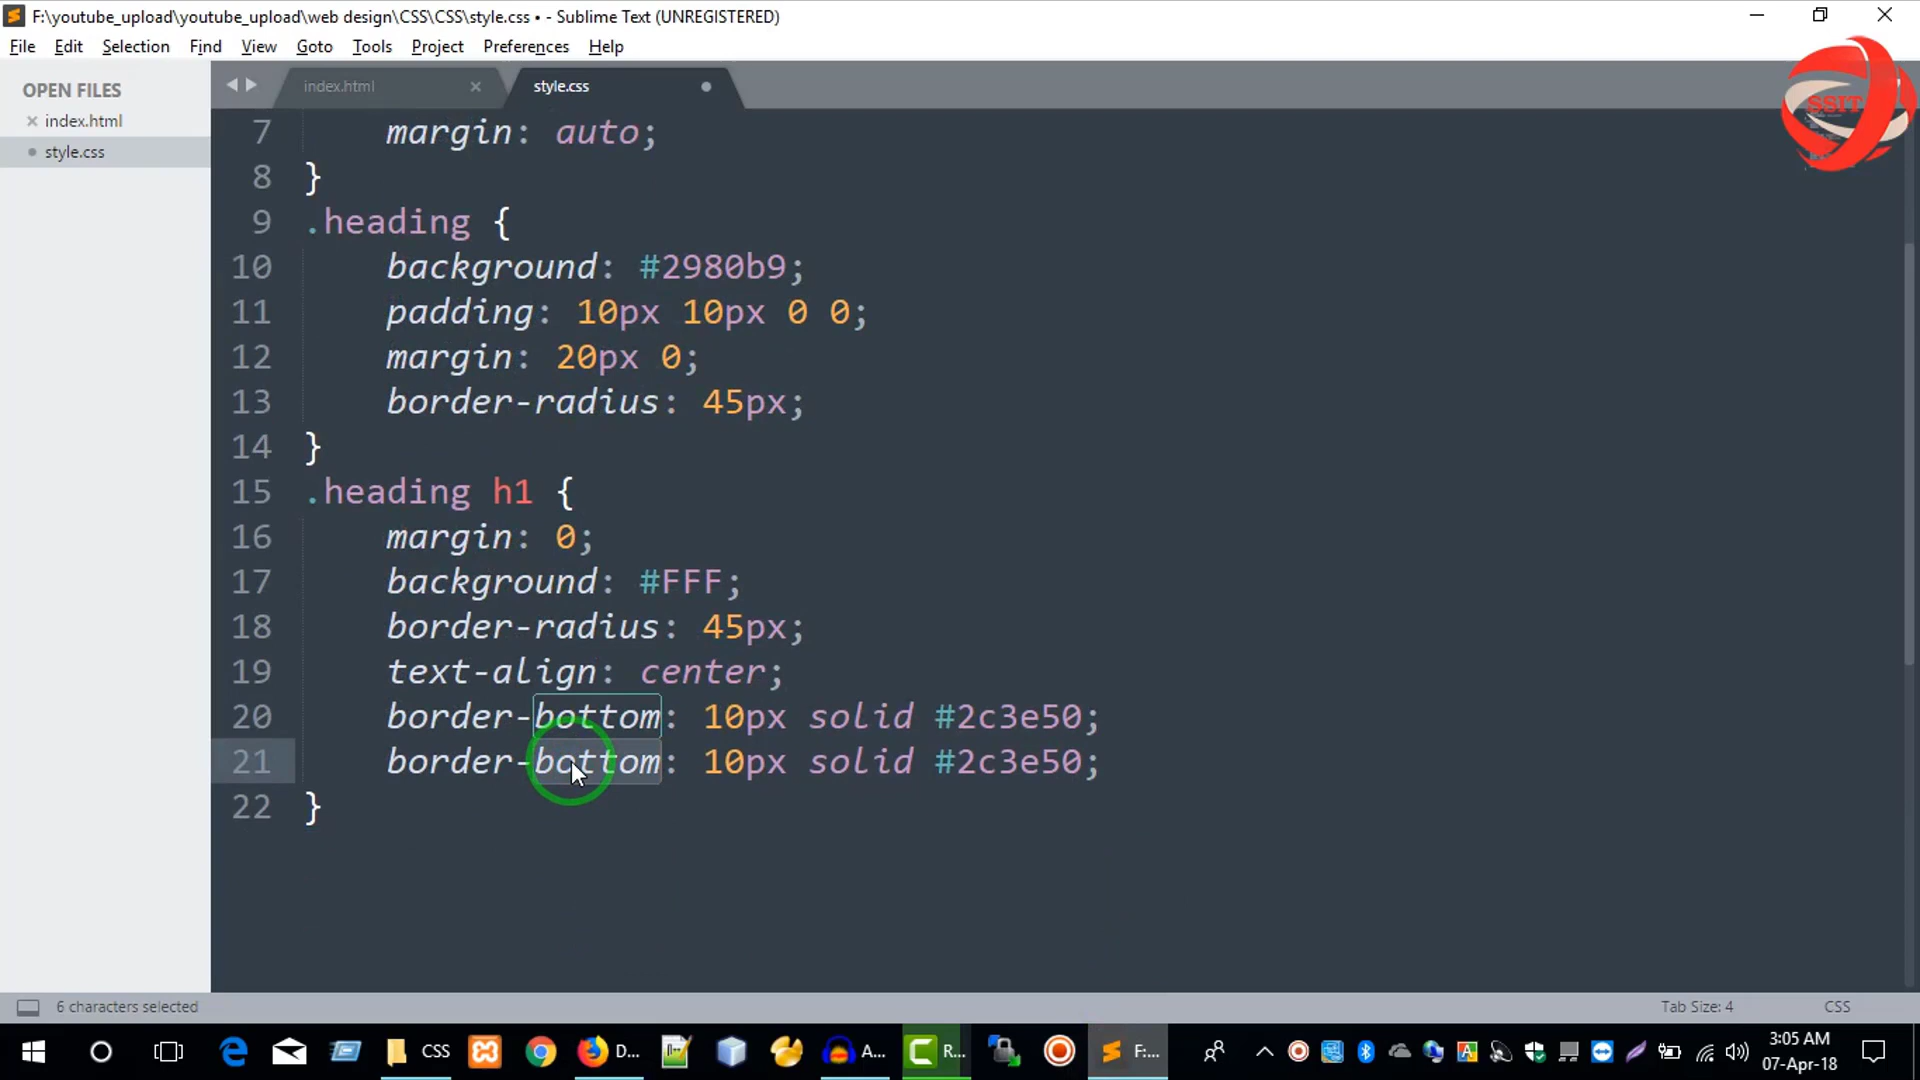 F:\youtube_upload\youtube_upload\web design\CSS\CSS\style.css • - Sublime Text (UNREGISTERED)
File Edit Selection Find View Goto Tools Project Preferences Help
SSIT
OPEN FILES
index.html
style.css
index.html
style.css
7 margin: auto;
8 }
9 .heading {
10 background: #2980b9;
11 padding: 10px 10px 0 0;
12 margin: 20px 0;
13 border-radius: 45px;
14 }
15 .heading h1 {
16 margin: 0;
17 background: #FFF;
18 border-radius: 45px;
19 text-align: center;
20 border-bottom: 10px solid #2c3e50;
21 border-bottom: 10px solid #2c3e50;
22 }
6 characters selected
Tab Size: 4
CSS
CSS
D...
A...
R...
F:...
3:05 AM
07-Apr-18